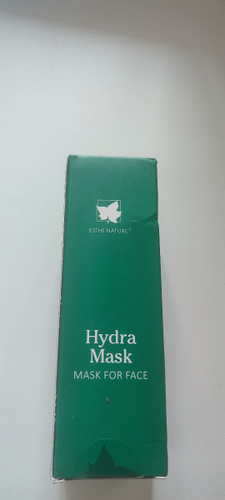 ESTHE NATURE®
Hydra
Mask
MASK FOR FACE